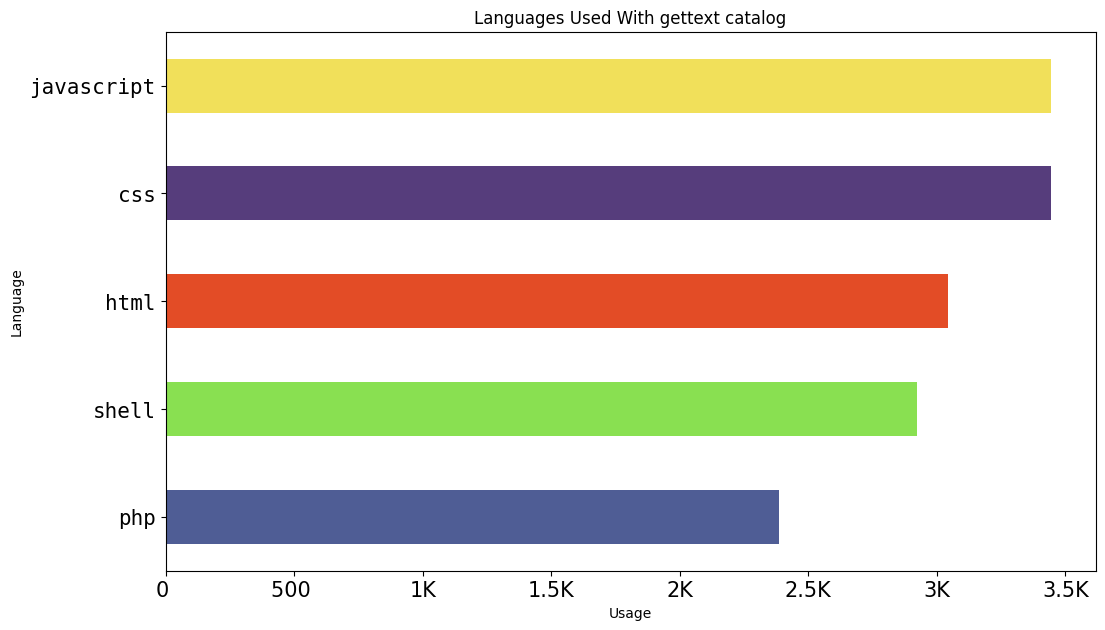 Languages Used With gettext catalog
javascript
css
html
shell
php
Language
0 500 1K 1.5K 2K 2.5K 3K 3.5K
Usage